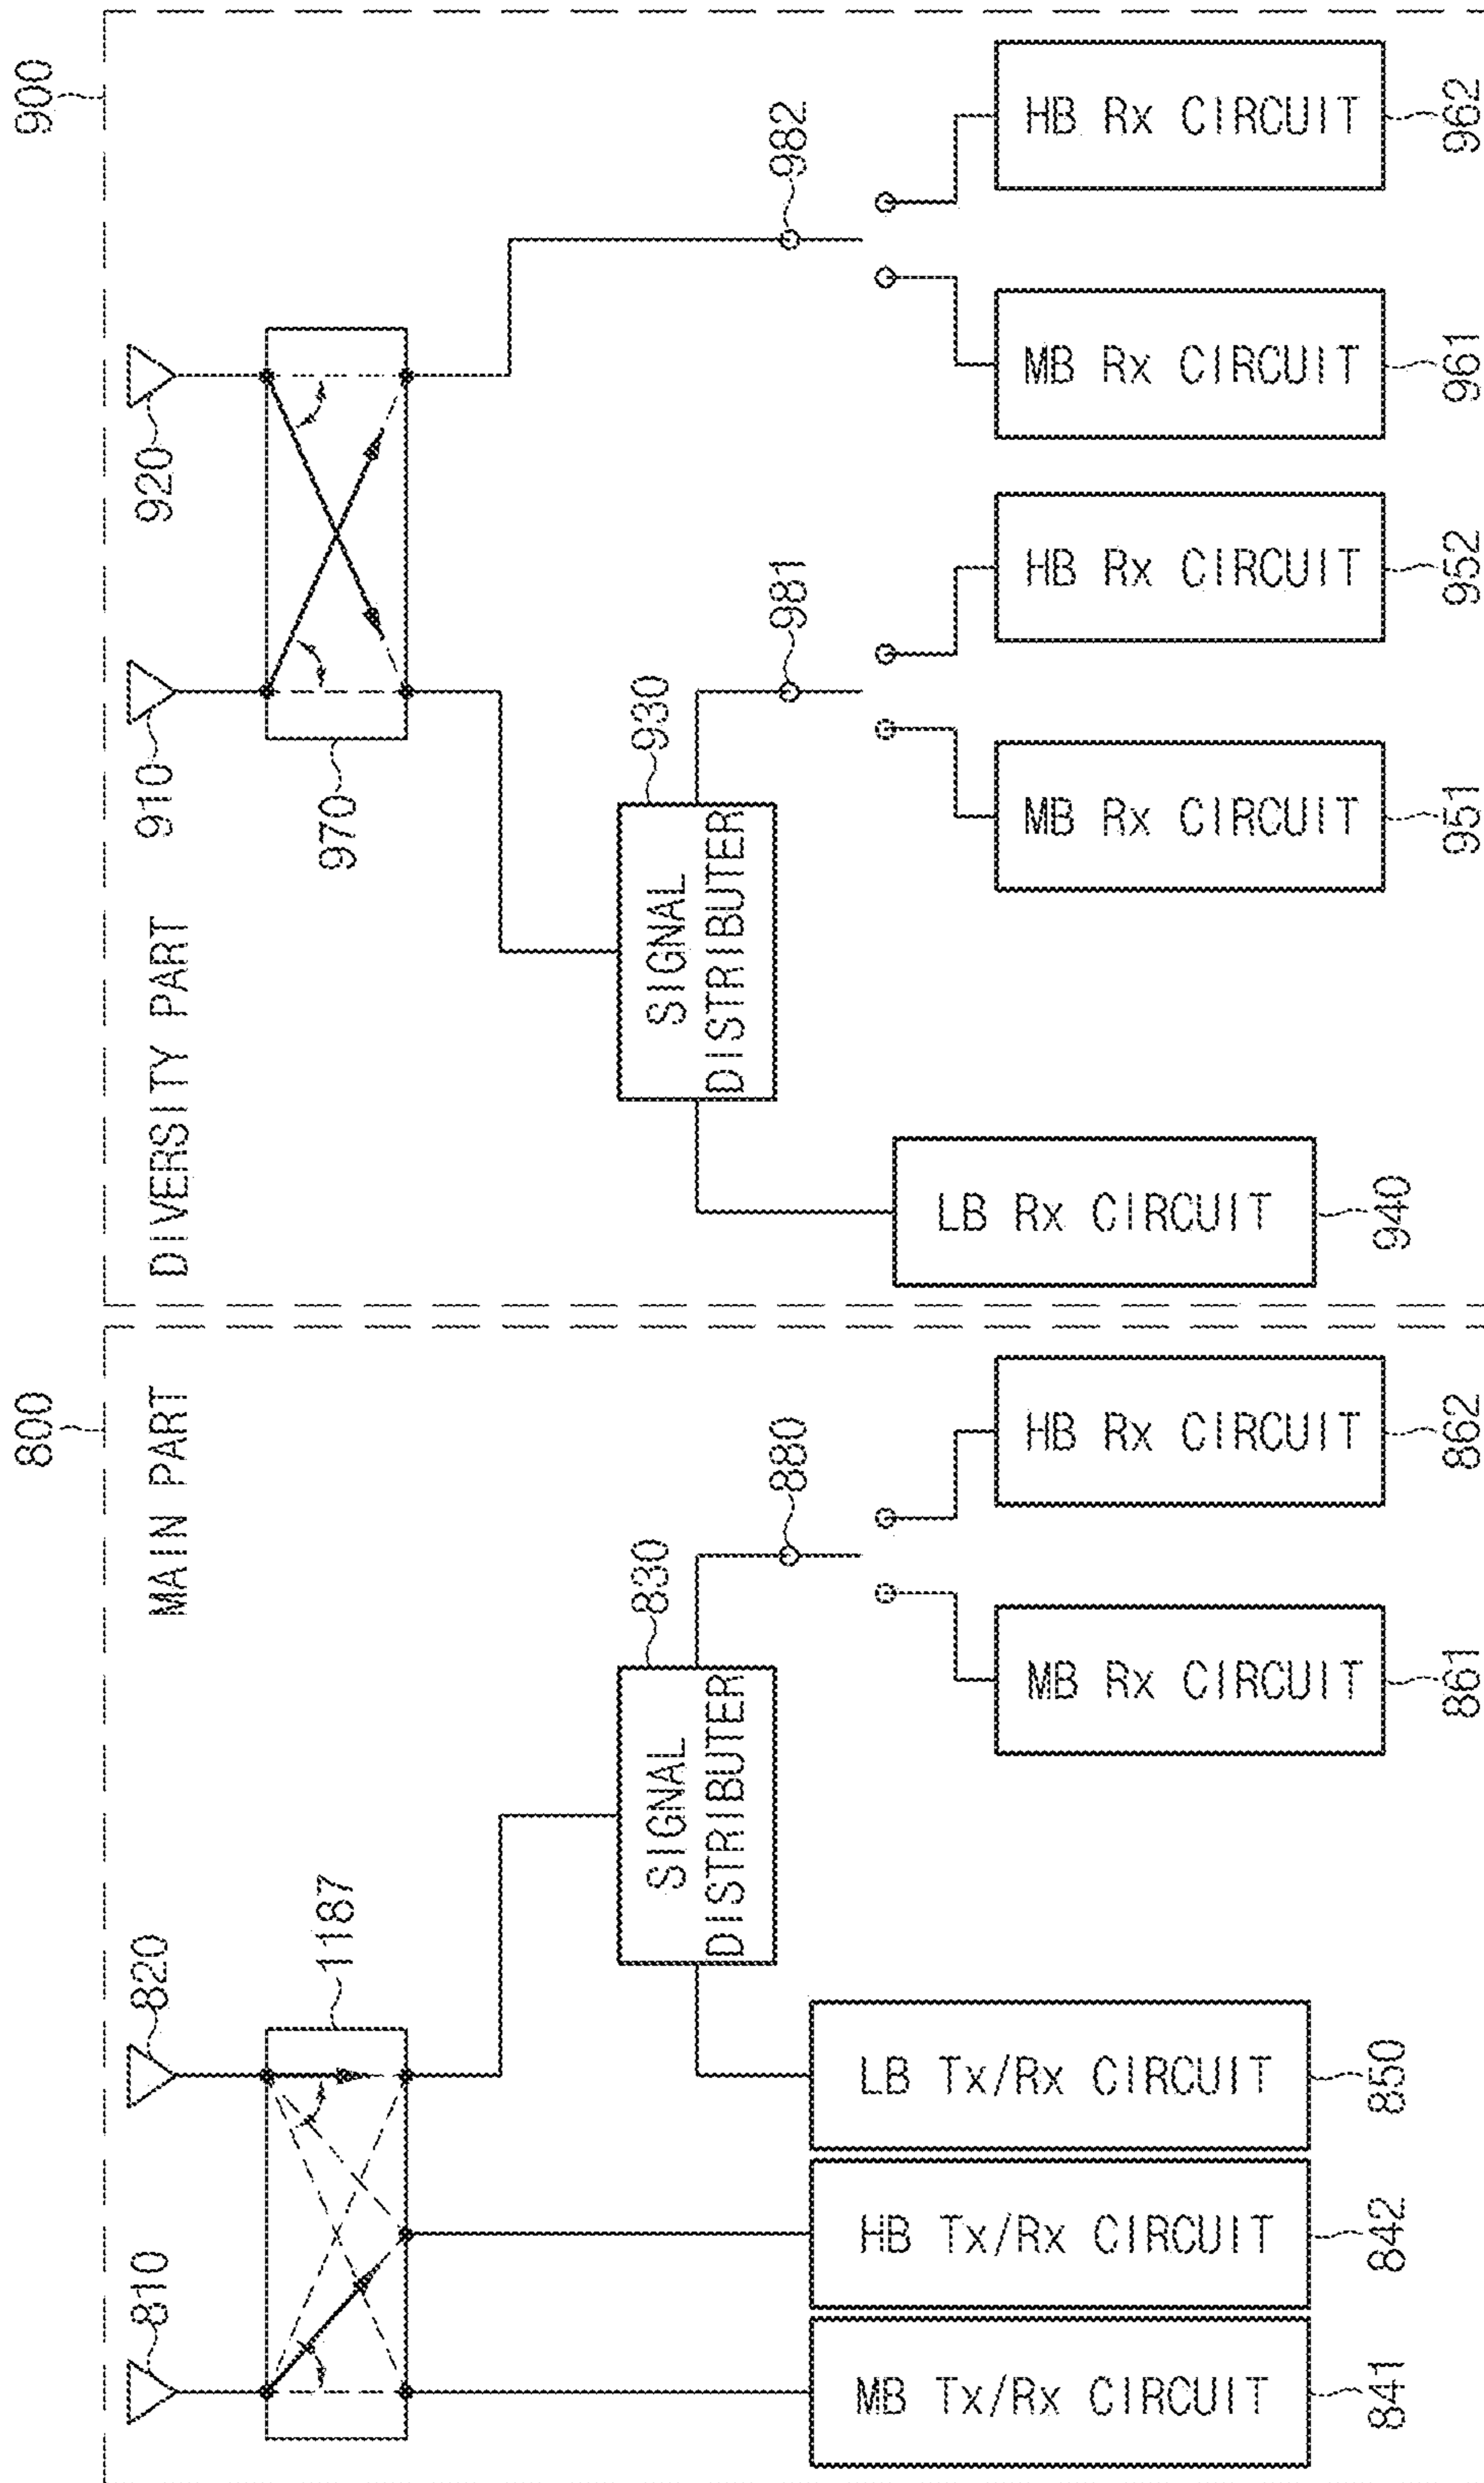 800
MAIN PART
810
820
1187
SIGNAL
DISTRIBUTER
830
880
MB Tx/Rx CIRCUIT
841
HB Tx/Rx CIRCUIT
842
LB Tx/Rx CIRCUIT
850
MB Rx CIRCUIT
861
HB Rx CIRCUIT
862
900
DIVERSITY PART
910
920
970
SIGNAL
DISTRIBUTER
930
981
982
LB Rx CIRCUIT
940
MB Rx CIRCUIT
951
HB Rx CIRCUIT
952
MB Rx CIRCUIT
961
HB Rx CIRCUIT
962